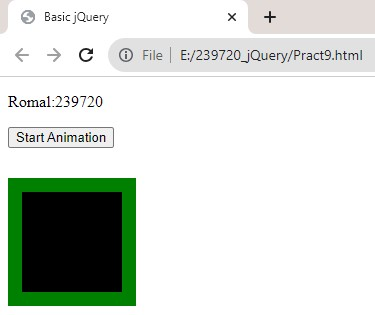 Basic jQuery
File | E:/239720_jQuery/Pract9.html
Romal:239720
Start Animation